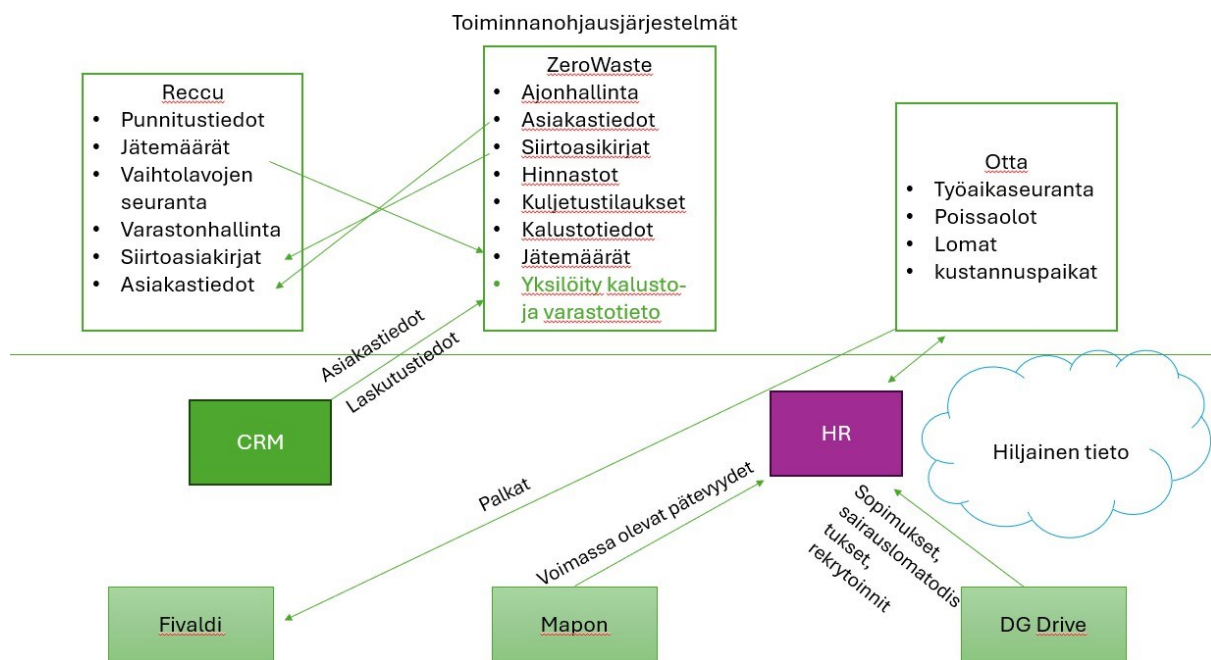 Toiminnanohjausjärjestelmät
Reccu
• Punnitustiedot
• Jätemäärät
• Vaihtolavojen
seuranta
• Varastonhallinta
• Siirtoasiakirjat
• Asiakastiedot
ZeroWaste
• Ajonhallinta
• Asiakastiedot
• Siirtoasikirjat
• Hinnastot
• Kuljetustilaukset
• Kalustotiedot
• Jätemäärät
• Yksilöity kalusto-
ja varastotieto
Otta
• Työaikaseuranta
• Poissaolot
• Lomat
• kustannuspaikat
Asiakastiedot
Laskutustiedot
CRM
HR
Hiljainen tieto
Palkat
Voimassa olevat pätevyydet
Sopimukset,
sairauslomatodis
tukset,
rekrytoinnit
Fivaldi
Mapon
DG Drive